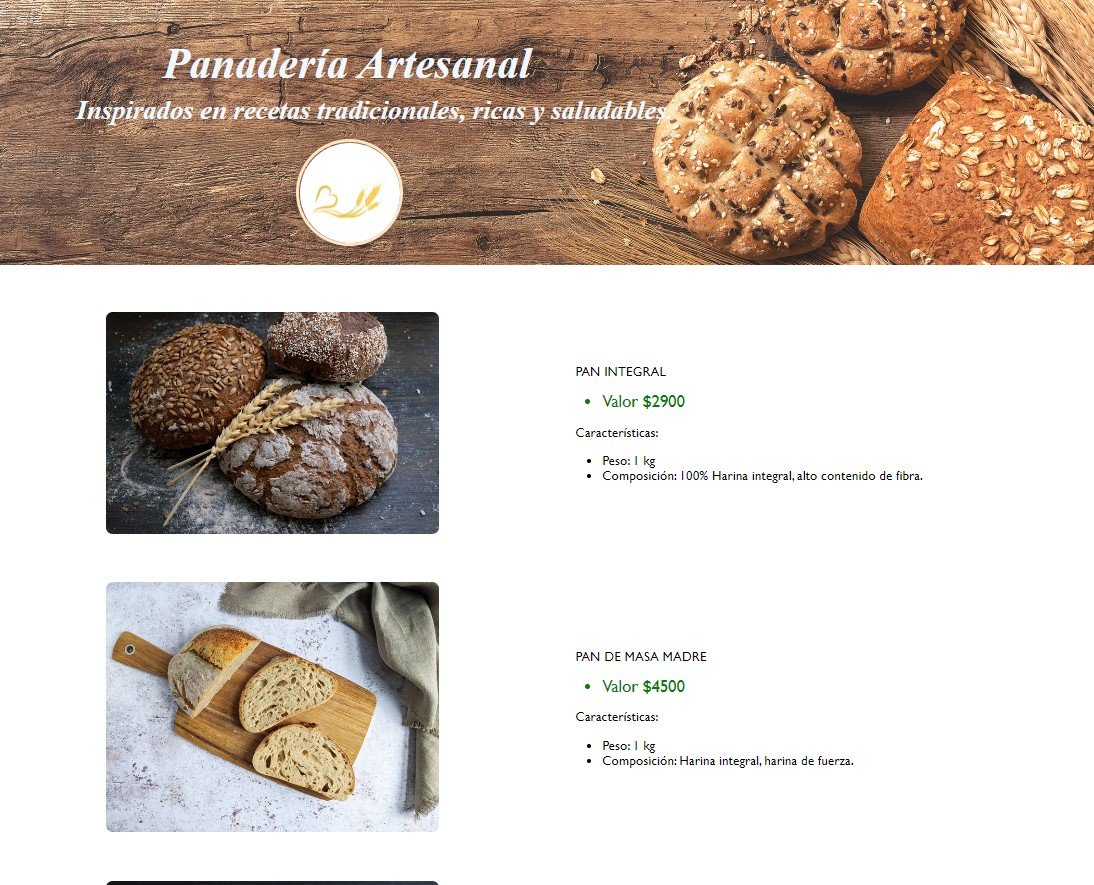 Panadería Artesanal
Inspirados en recetas tradicionales, ricas y saludables.
PAN INTEGRAL
Valor $2900
Características:
Peso: 1 kg
Composición: 100% Harina integral, alto contenido de fibra.
PAN DE MASA MADRE
Valor $4500
Características:
Peso: 1 kg
Composición: Harina integral, harina de fuerza.